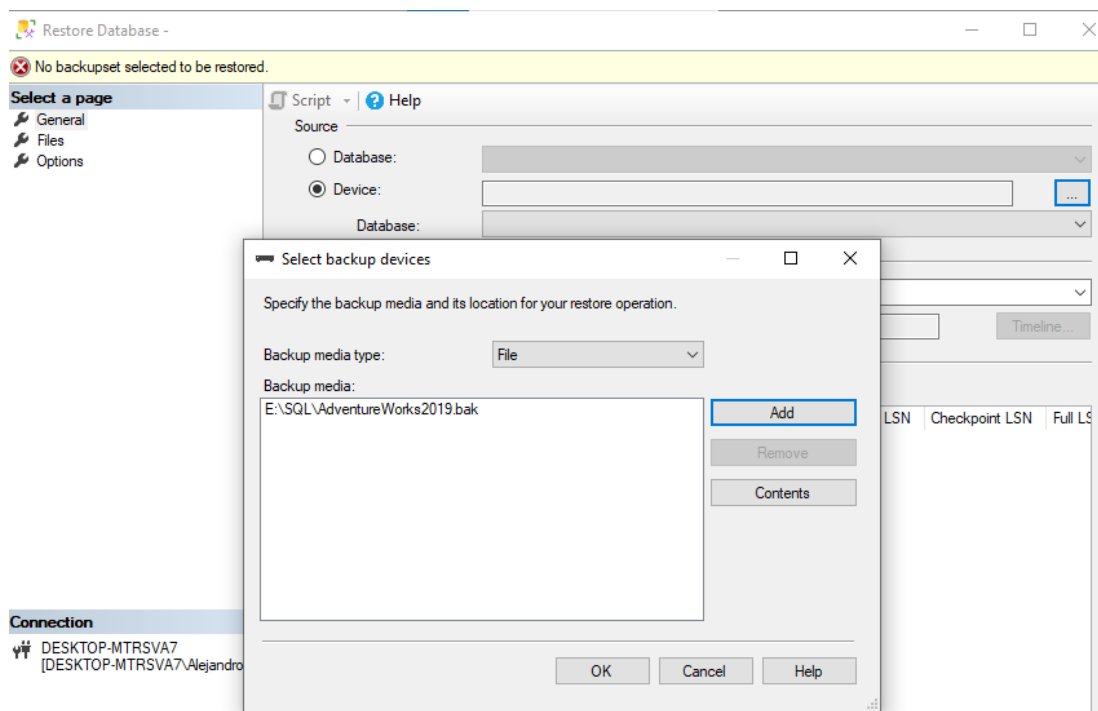 Restore Database -
No backupset selected to be restored.
Select a page
General
Files
Options
Script
Help
Source
Database:
Device:
...
Database:
Timeline...
LSN Checkpoint LSN Full LS
Select backup devices
Specify the backup media and its location for your restore operation.
Backup media type: File
Backup media:
E:\SQL\AdventureWorks2019.bak
Add
Remove
Contents
OK Cancel Help
Connection
DESKTOP-MTRSVA7
[DESKTOP-MTRSVA7\Alejandro